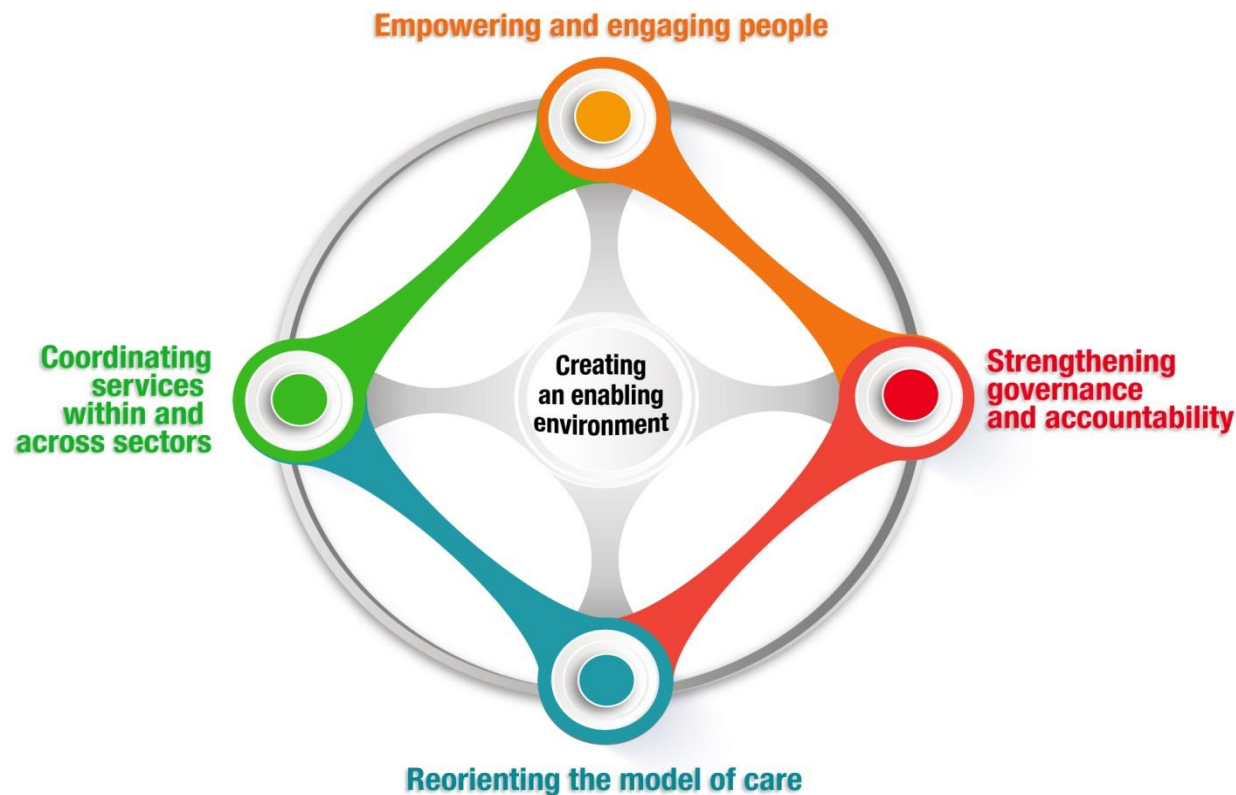 Empowering and engaging people
Coordinating
services
within and
across sectors
Creating
an enabling
environment
Strengthening
governance
and accountability
Reorienting the model of care